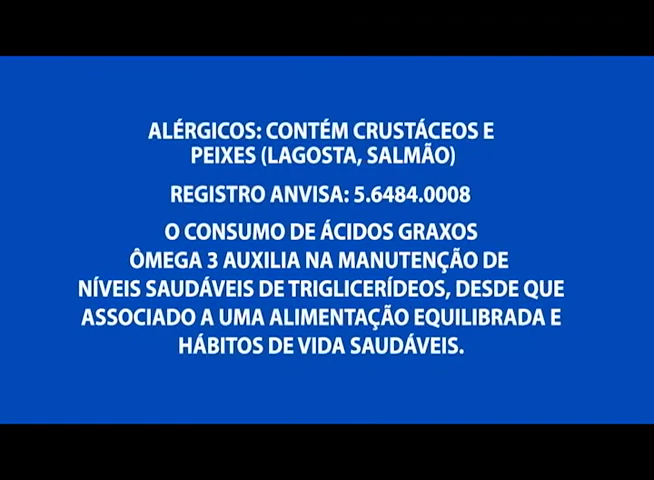 ALÉRGICOS: CONTÉM CRUSTÁCEOS E
PEIXES (LAGOSTA, SALMÃO)
REGISTRO ANVISA: 5.6484.0008
O CONSUMO DE ÁCIDOS GRAXOS
ÔMEGA 3 AUXILIA NA MANUTENÇÃO DE
NÍVEIS SAUDÁVEIS DE TRIGLICERÍDEOS, DESDE QUE
ASSOCIADO A UMA ALIMENTAÇÃO EQUILIBRADA E
HÁBITOS DE VIDA SAUDÁVEIS.